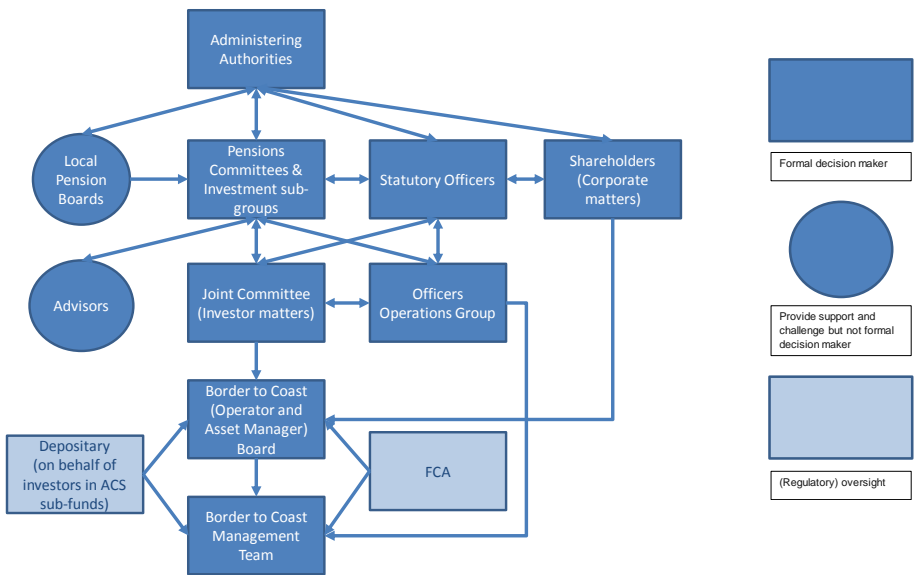 Administering
Authorities
Local
Pension
Boards
Pensions
Committees &
Investment sub-
groups
Statutory Officers
Shareholders
(Corporate
matters)
Advisors
Joint Committee
(Investor matters)
Officers
Operations Group
Border to Coast
(Operator and
Asset Manager)
Board
Depositary
(on behalf of
investors in ACS
sub-funds)
FCA
Border to Coast
Management
Team
Formal decision maker
Provide support and
challenge but not formal
decision maker
(Regulatory) oversight